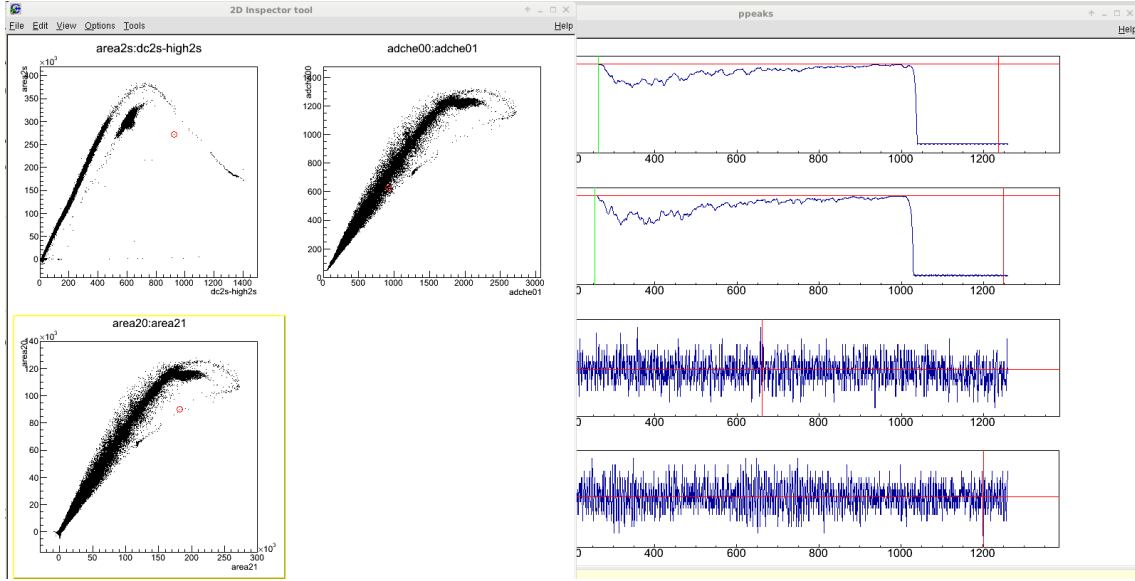 2D Inspector tool
File Edit View Options Tools Help
area2s:dc2s-high2s
×10³
area2s
350
300
250
200
150
100
50
0
0 200 400 600 800 1000 1200 1400
dc2s-high2s
adche00:adche01
adche00
1400
1200
1000
800
600
400
200
0
0 500 1000 1500 2000 2500 3000
adche01
area20:area21
×10³
area20
140
120
100
80
60
40
20
0
0 50 100 150 200 250 300
×10³
area21
ppeaks
Help
0 400 600 800 1000 1200
0 400 600 800 1000 1200
0 400 600 800 1000 1200
0 400 600 800 1000 1200